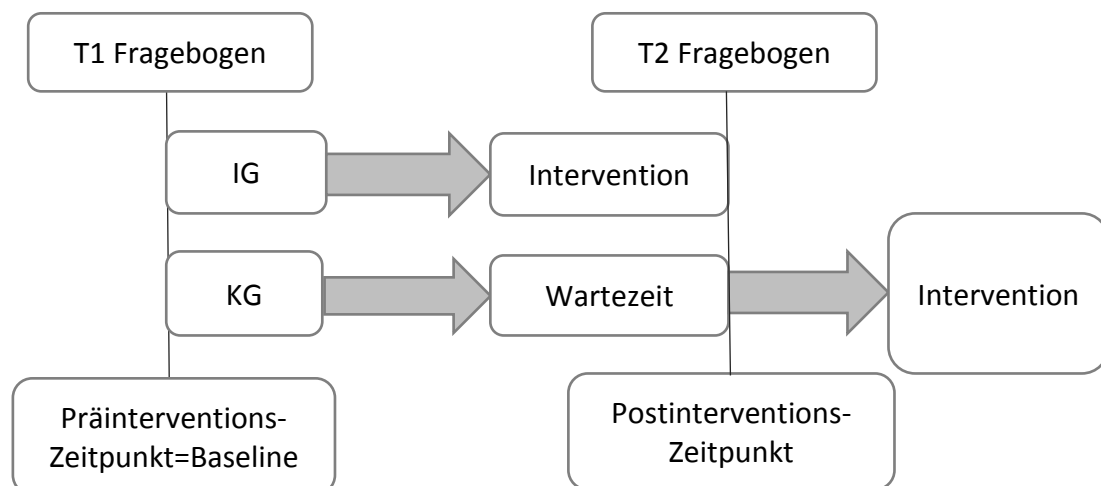 T1 Fragebogen
T2 Fragebogen
IG
Intervention
KG
Wartezeit
Intervention
Präinterventions-
Zeitpunkt=Baseline
Postinterventions-
Zeitpunkt